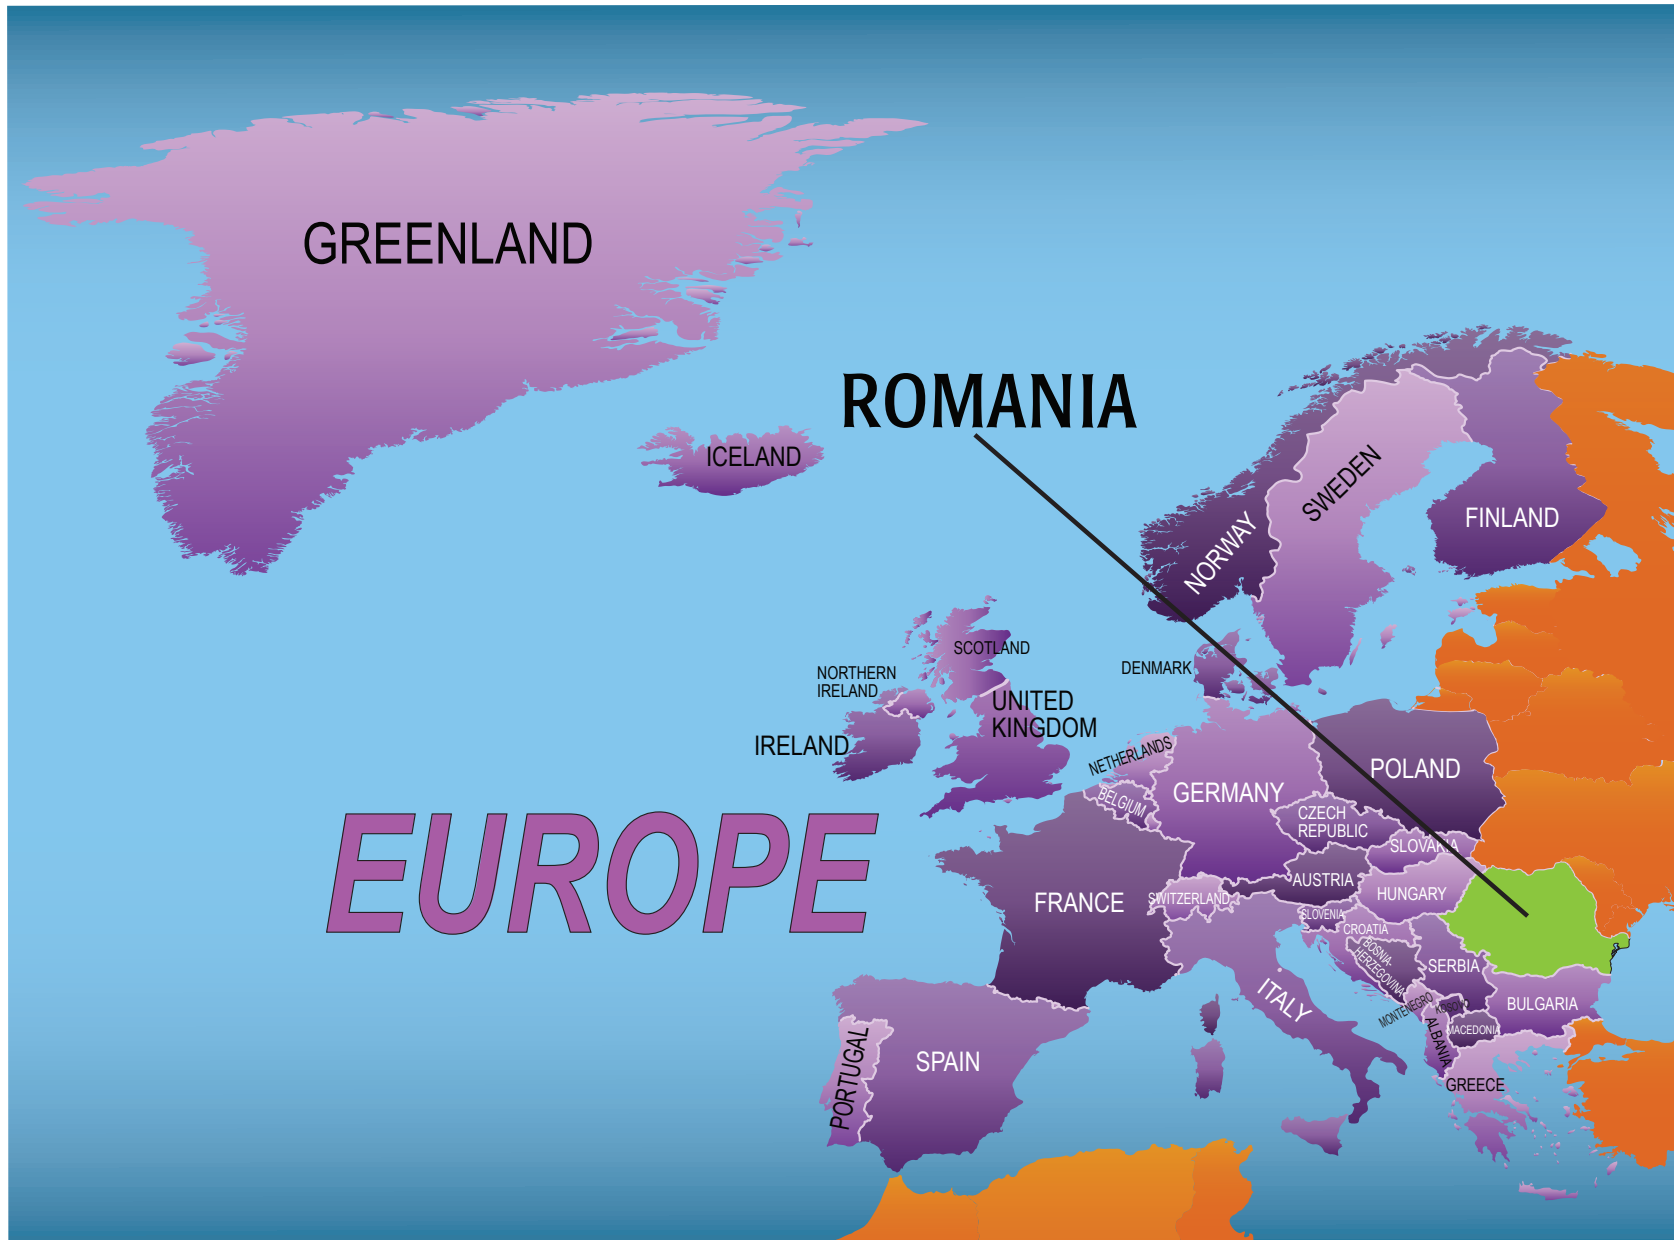 GREENLAND
ROMANIA
ICELAND
SWEDEN
FINLAND
NORWAY
SCOTLAND
DENMARK
NORTHERN
IRELAND
UNITED
KINGDOM
IRELAND
NETHERLANDS
POLAND
BELGIUM
GERMANY
CZECH
REPUBLIC
SLOVAKIA
EUROPE
AUSTRIA
HUNGARY
FRANCE
SWITZERLAND
SLOVENIA
CROATIA
BOSNIA-
HERZEGOVINA
SERBIA
ITALY
MONTENEGRO
KOSOVO
BULGARIA
MACEDONIA
ALBANIA
PORTUGAL
SPAIN
GREECE